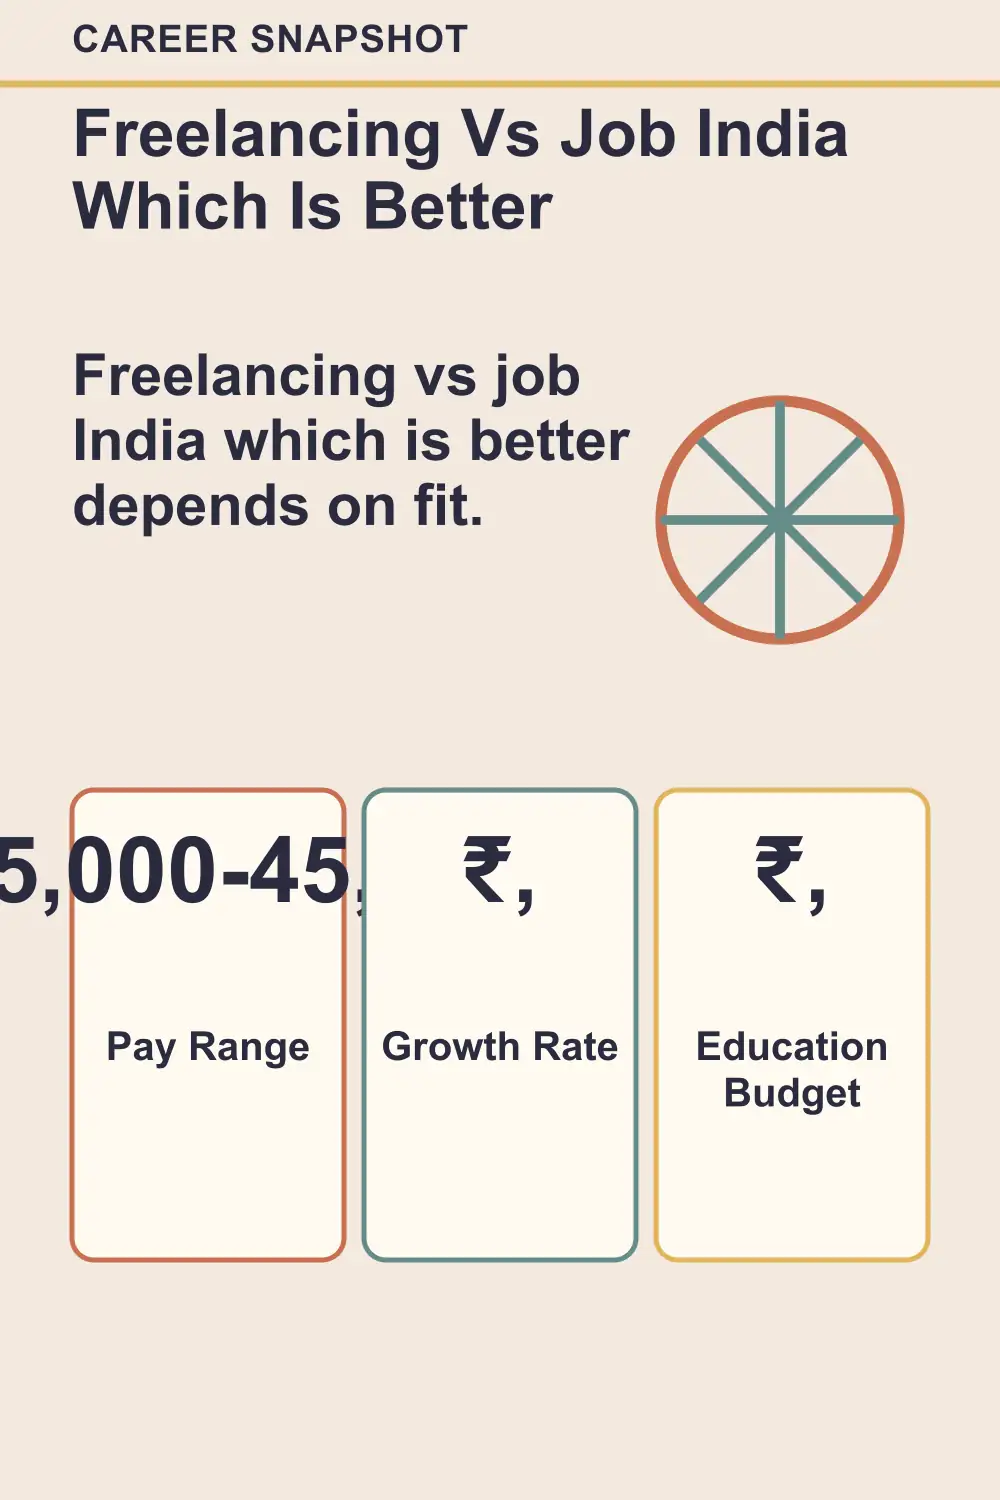 CAREER SNAPSHOT
Freelancing Vs Job India
Which Is Better
Freelancing vs job
India which is better
depends on fit.
5,000-45,
₹,
₹,
Pay Range
Growth Rate
Education
Budget